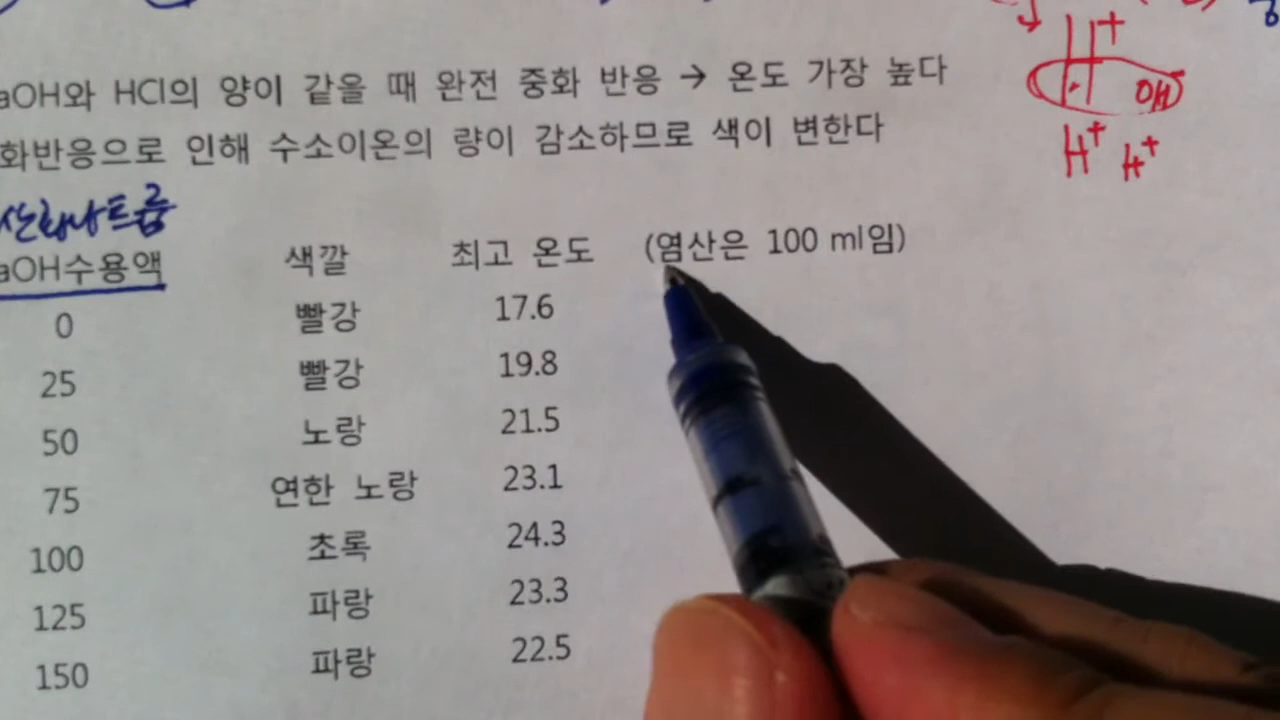 aOH와 HCl의 양이 같을 때 완전 중화 반응 → 온도 가장 높다
화반응으로 인해 수소이온의 량이 감소하므로 색이 변한다
산화나트륨
aOH수용액 색깔 최고 온도 (염산은 100 ml임)
0 빨강 17.6
25 빨강 19.8
50 노랑 21.5
75 연한 노랑 23.1
100 초록 24.3
125 파랑 23.3
150 파랑 22.5
+
OH-
H+ H+